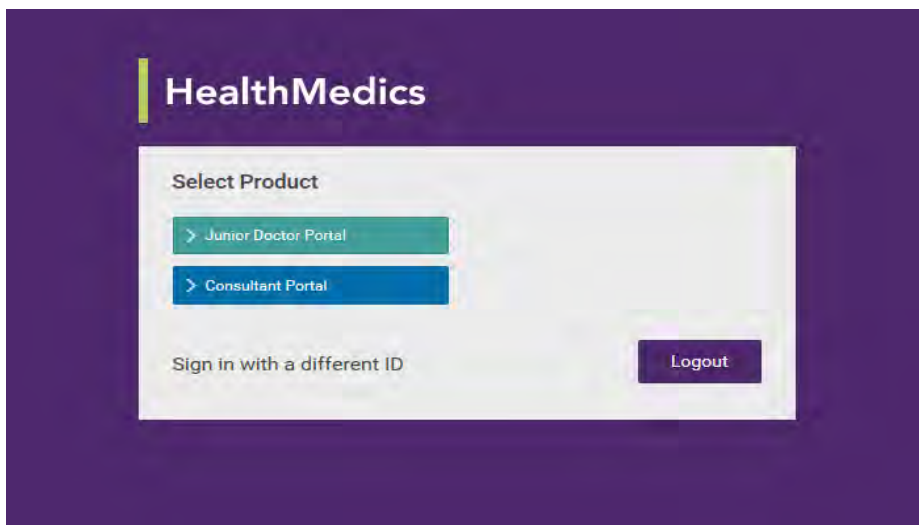 HealthMedics
Select Product
Junior Doctor Portal
Consultant Portal
Sign in with a different ID
Logout